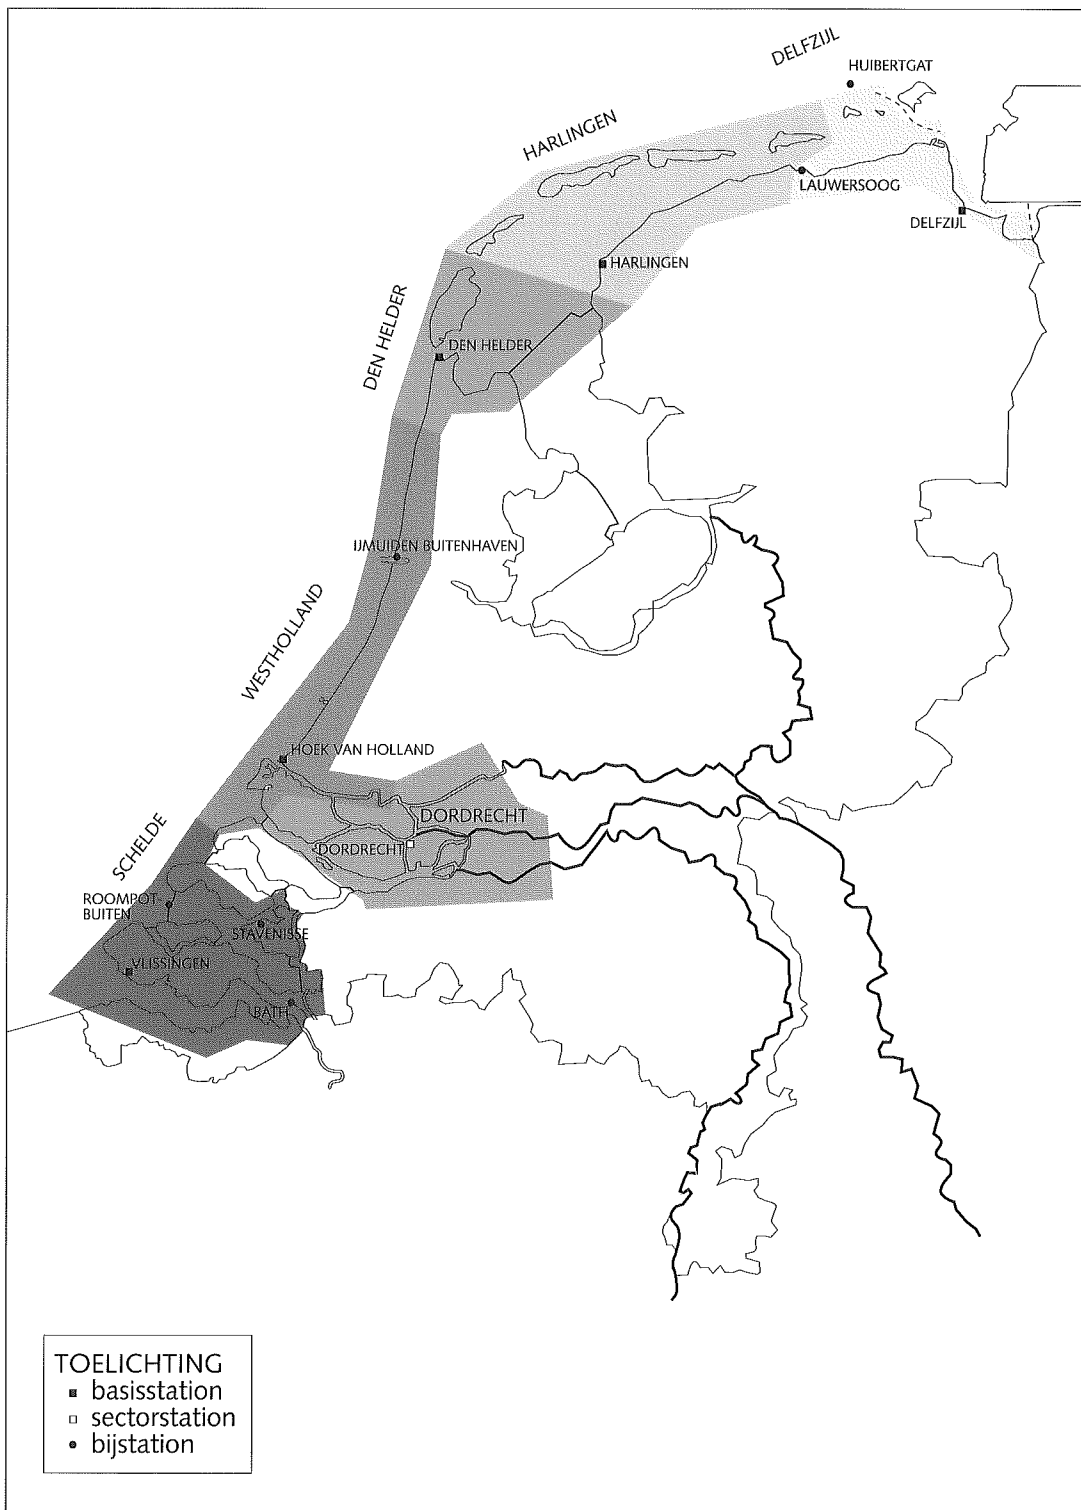 DELFZIJL
HUIBERTGAT
HARLINGEN
LAUWERSOOG
DELFZIJL
HARLINGEN
DEN HELDER
DEN HELDER
IJMUIDEN BUITENHAVEN
WESTHOLLAND
HOEK VAN HOLLAND
DORDRECHT
SCHELDE
DORDRECHT
ROOMPOT
BUITEN
STAVENISSE
VLISSINGEN
BATH
TOELICHTING
basisstation
sectorstation
bijstation